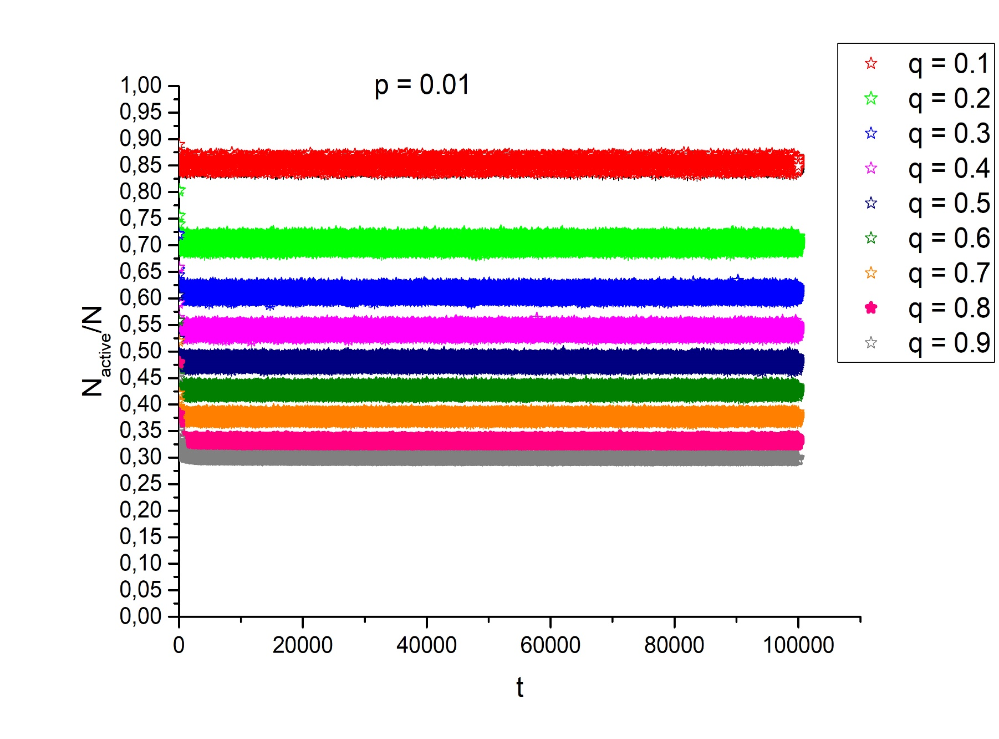 p = 0.01
1,00
0,95
0,90
0,85
0,80
0,75
0,70
0,65
0,60
0,55
0,50
0,45
0,40
0,35
0,30
0,25
0,20
0,15
0,10
0,05
0,00
N_active/N
0 20000 40000 60000 80000 100000
t
q = 0.1
q = 0.2
q = 0.3
q = 0.4
q = 0.5
q = 0.6
q = 0.7
q = 0.8
q = 0.9